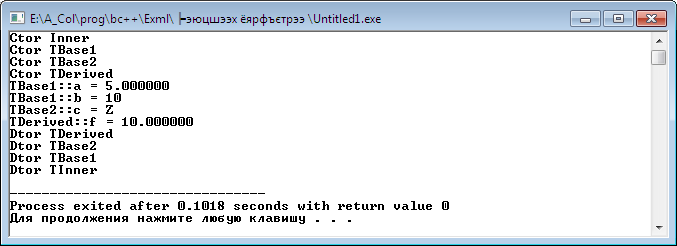 E:\A_Col\prog\bc++\Exml\ ├эюцшээх ёярфъєтрээ \Untitled1.exe
Ctor Inner
Ctor TBase1
Ctor TBase2
Ctor TDerived
TBase1::a = 5.000000
TBase1::b = 10
TBase2::c = Z
TDerived::f = 10.000000
Dtor TDerived
Dtor TBase2
Dtor TBase1
Dtor TInner
--------------------------------
Process exited after 0.1018 seconds with return value 0
Для продолжения нажмите любую клавишу . . .